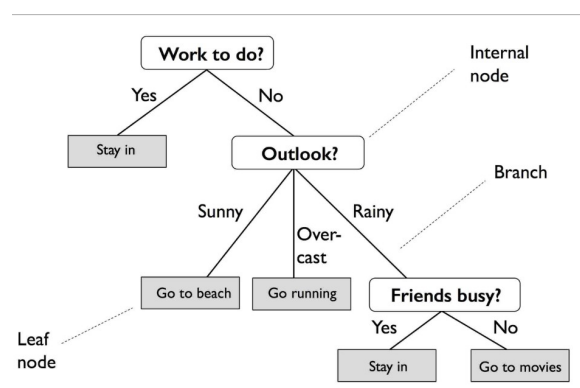 Work to do?
Internal
node
Yes
No
Stay in
Outlook?
Branch
Sunny
Over-
cast
Rainy
Go to beach
Go running
Friends busy?
Leaf
node
Yes
No
Stay in
Go to movies